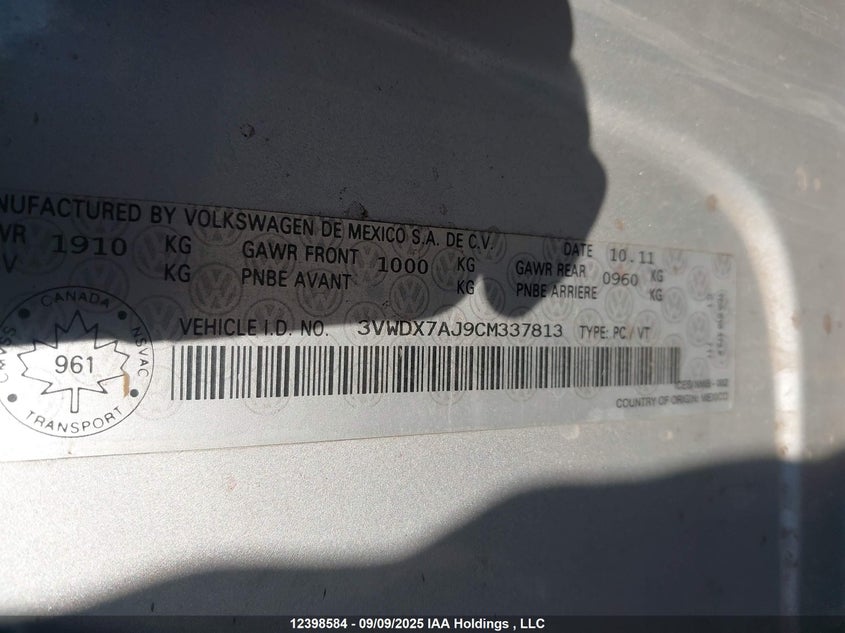 NUFACTURED BY VOLKSWAGEN DE MEXICO S.A. DE C.V. DATE 10.11
VR 1910 KG GAWR FRONT 1000 KG GAWR REAR 0960 KG
V KG PNBE AVANT KG PNBE ARRIERE KG
CANADA
CMVSS NSVAC
961
TRANSPORT
VEHICLE I.D. NO. 3VWDX7AJ9CM337813 TYPE: PC / VT
COUNTRY OF ORIGIN: MEXICO
12398584 - 09/09/2025 IAA Holdings , LLC